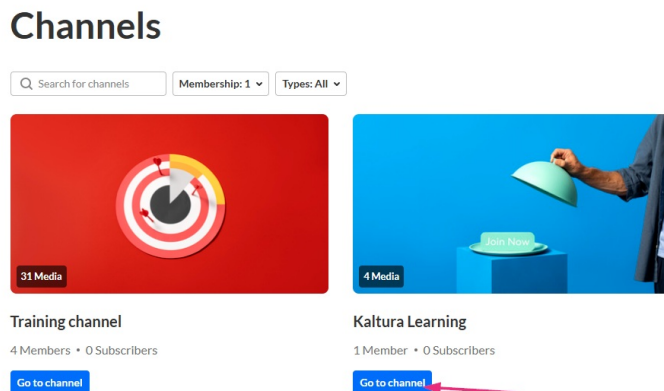 Channels
Search for channels
Membership: 1
Types: All
31 Media
Join Now
4 Media
Training channel
Kaltura Learning
4 Members • 0 Subscribers
1 Member • 0 Subscribers
Go to channel
Go to channel